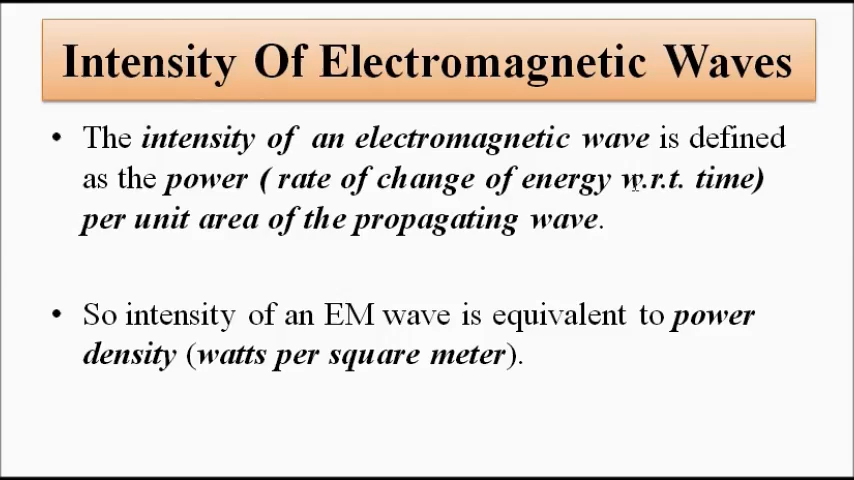 Intensity Of Electromagnetic Waves
• The intensity of an electromagnetic wave is defined
as the power ( rate of change of energy w.r.t. time)
per unit area of the propagating wave.
• So intensity of an EM wave is equivalent to power
density (watts per square meter).